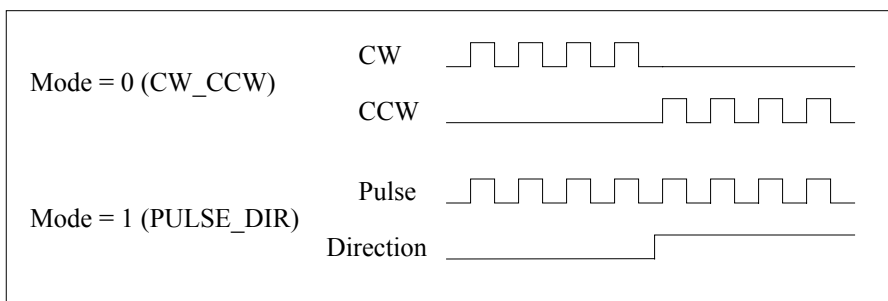 CW
Mode = 0 (CW_CCW)
CCW
Pulse
Mode = 1 (PULSE_DIR)
Direction